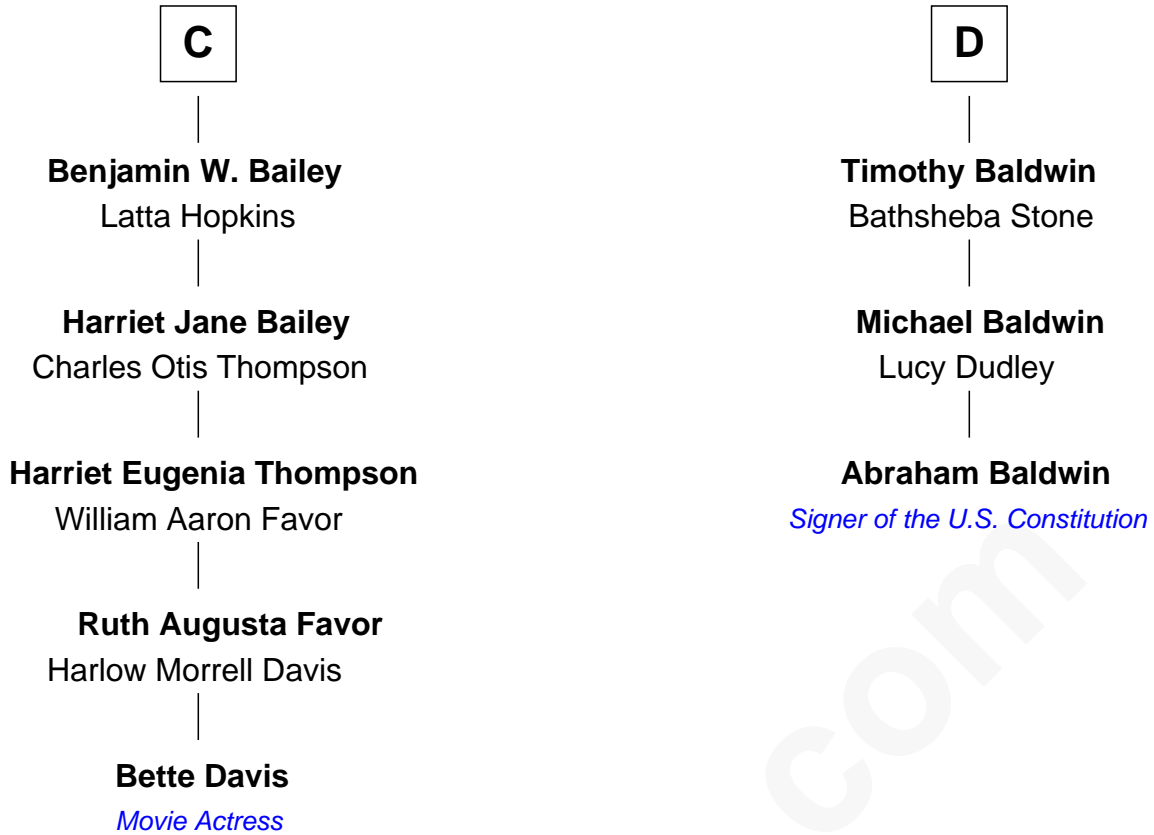 C
Benjamin W. Bailey
Latta Hopkins
Harriet Jane Bailey
Charles Otis Thompson
Harriet Eugenia Thompson
William Aaron Favor
Ruth Augusta Favor
Harlow Morrell Davis
Bette Davis
Movie Actress
D
Timothy Baldwin
Bathsheba Stone
Michael Baldwin
Lucy Dudley
Abraham Baldwin
Signer of the U.S. Constitution
com